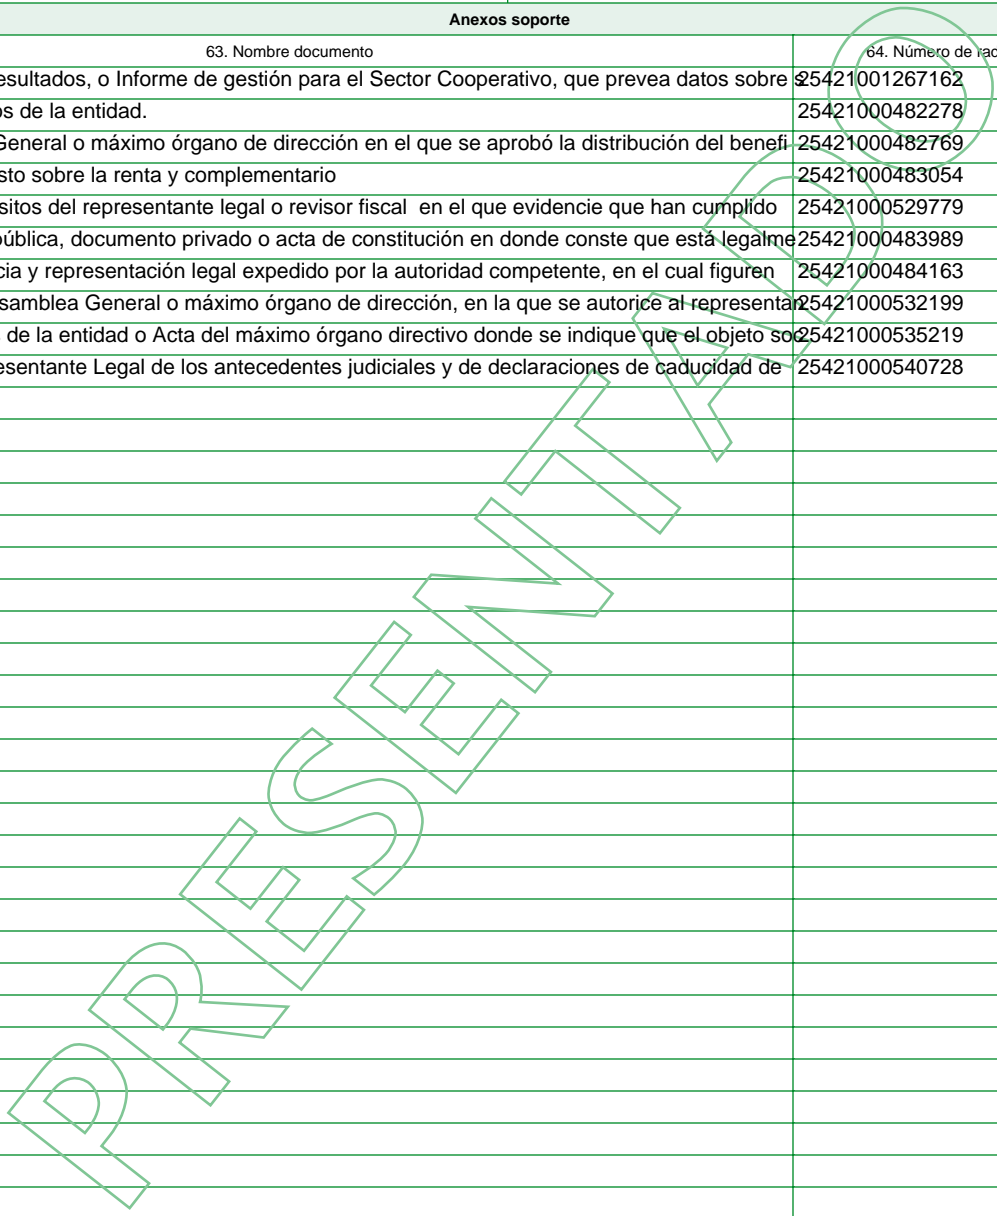 Anexos soporte
63. Nombre documento 64. Número de rad
esultados, o Informe de gestión para el Sector Cooperativo, que prevea datos sobre s 25421001267162
os de la entidad. 25421000482278
General o máximo órgano de dirección en el que se aprobó la distribución del benefi 25421000482769
sto sobre la renta y complementario 25421000483054
sitos del representante legal o revisor fiscal en el que evidencie que han cumplido 25421000529779
pública, documento privado o acta de constitución en donde conste que está legalme 25421000483989
cia y representación legal expedido por la autoridad competente, en el cual figuren 25421000484163
samblea General o máximo órgano de dirección, en la que se autorice al representan 25421000532199
s de la entidad o Acta del máximo órgano directivo donde se indique que el objeto soc 25421000535219
esentante Legal de los antecedentes judiciales y de declaraciones de caducidad de 25421000540728
PRESENTADO